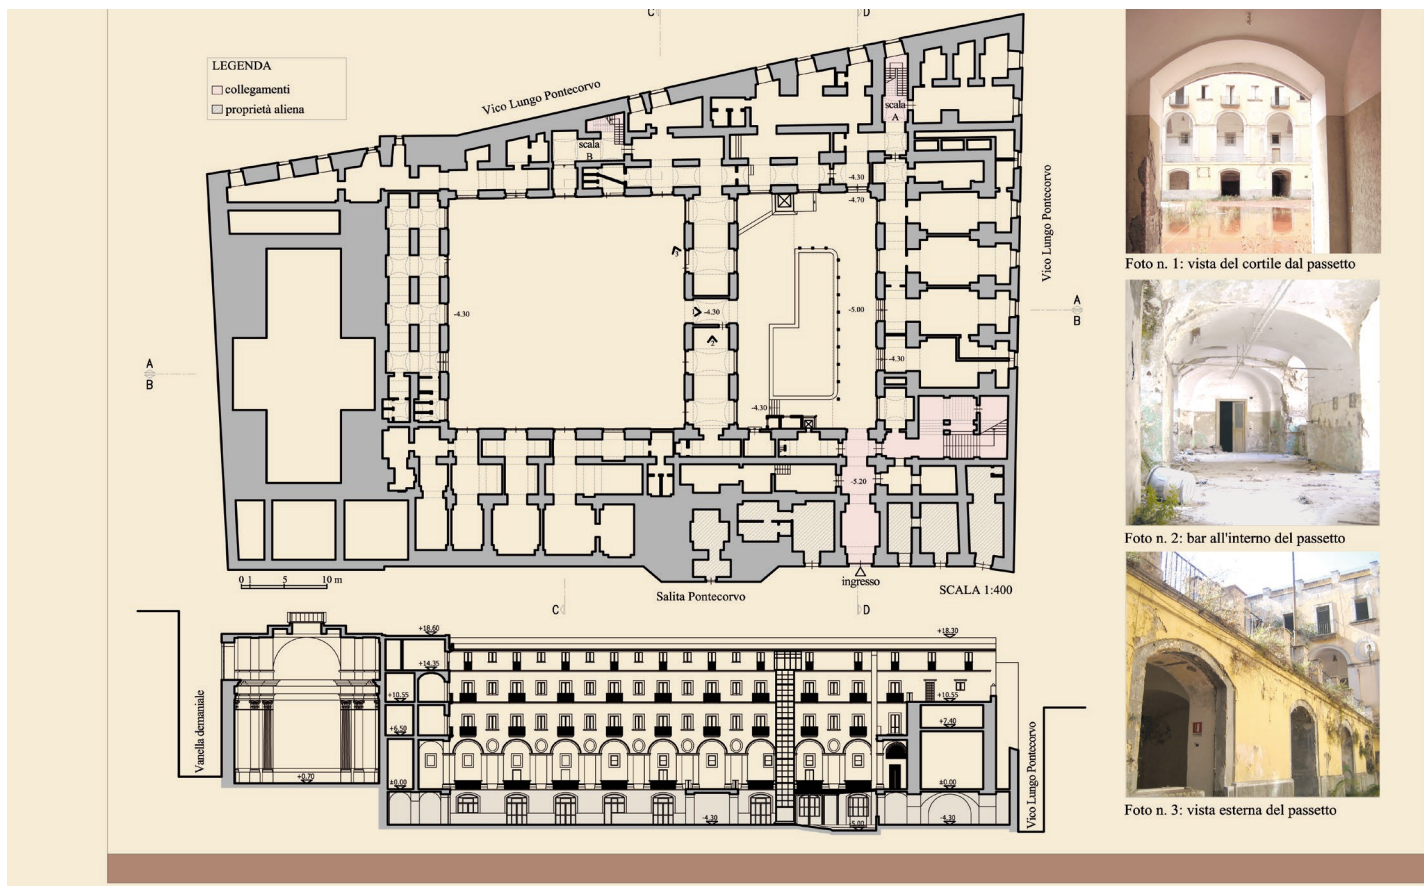 C
D
LEGENDA
collegamenti
proprietà aliena
Vico Lungo Pontecorvo
scala
A
scala
B
-4.30
-4.70
Vico Lungo Pontecorvo
3
-4.30
1
-4.30
2
-5.00
-4.30
A
B
A
B
-4.30
-5.20
0 1 5 10 m
ingresso
SCALA 1:400
Salita Pontecorvo
C
D
Vanella demaniale
+18.60
+18.30
+14.35
+10.55
+10.55
+6.50
+7.40
+0.70
±0.00
±0.00
-4.30
-5.00
-4.30
Vico Lungo Pontecorvo
Foto n. 1: vista del cortile dal passetto
Foto n. 2: bar all'interno del passetto
Foto n. 3: vista esterna del passetto